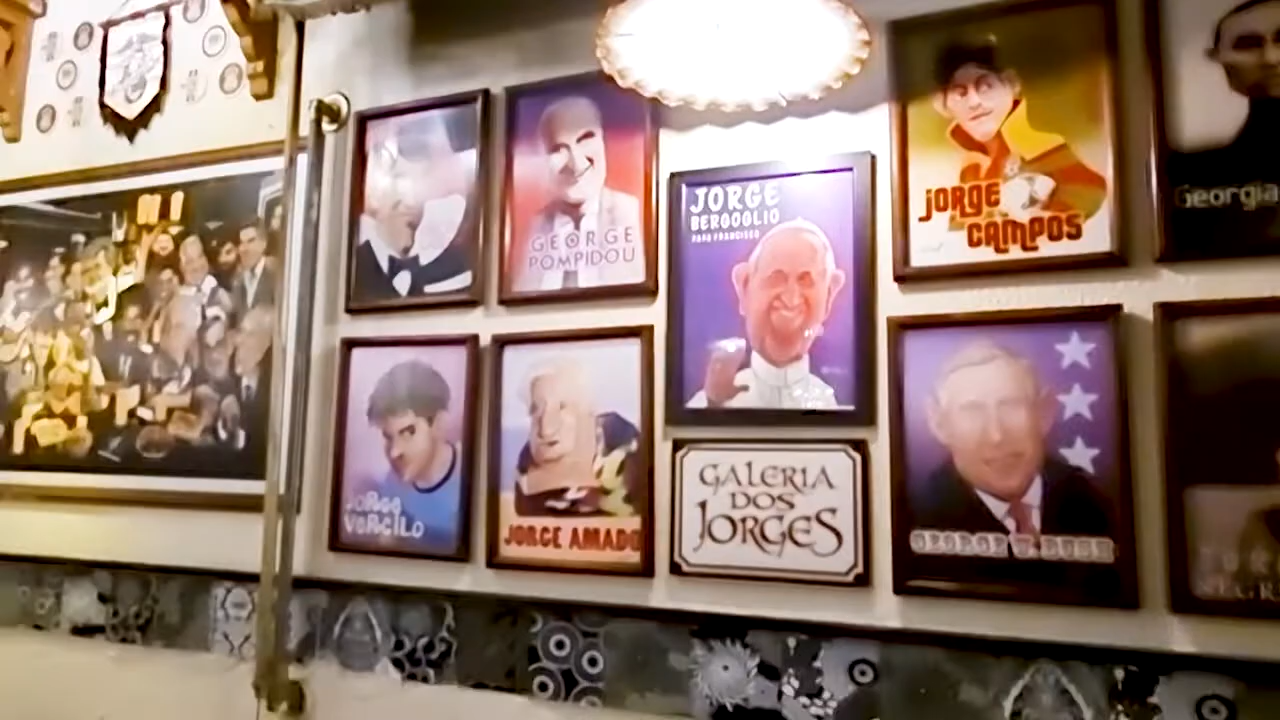 GEORGE
POMPIDOU
JORGE
BERGOGLIO
PAPA FRANCISCO
JORGE
CAMPOS
Georgia
JORGE
VERCILO
JORGE AMADO
GALERIA
DOS
JORGES
GEORGE W. BUSH